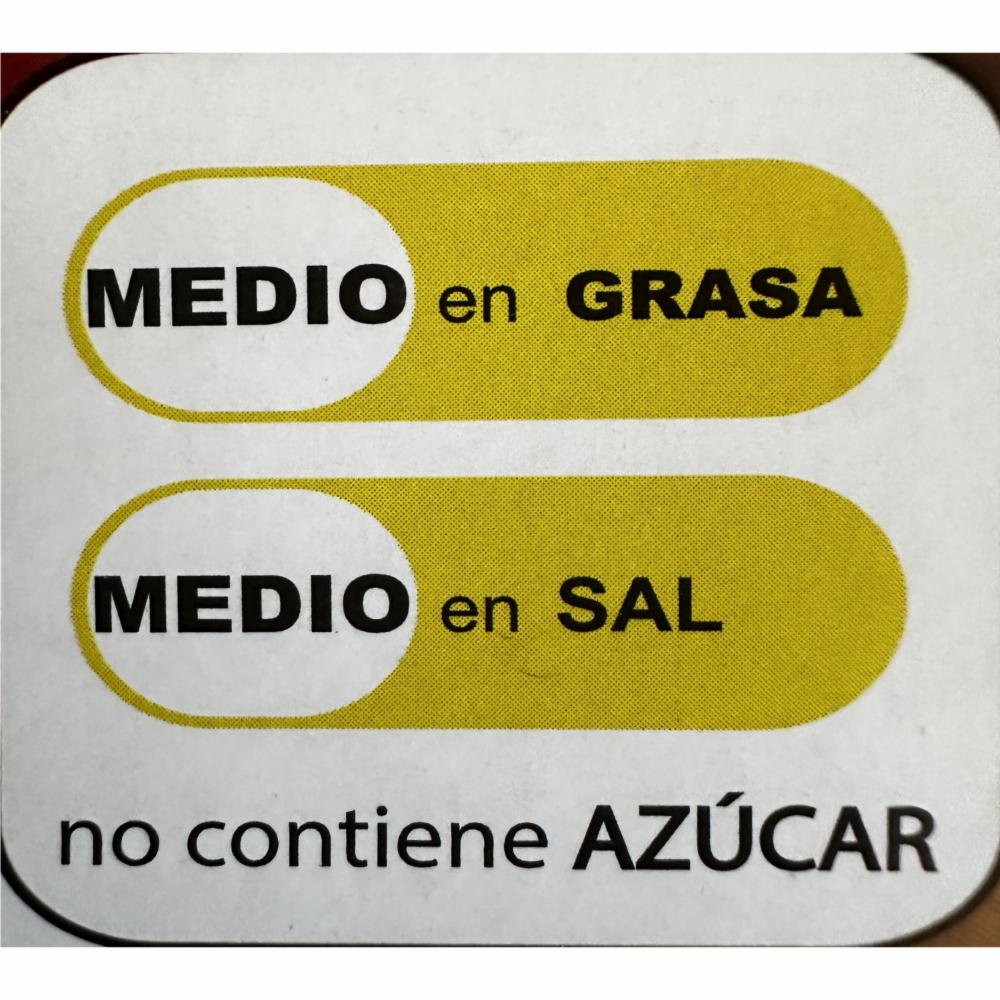 MEDIO en GRASA
MEDIO en SAL
no contiene AZÚCAR